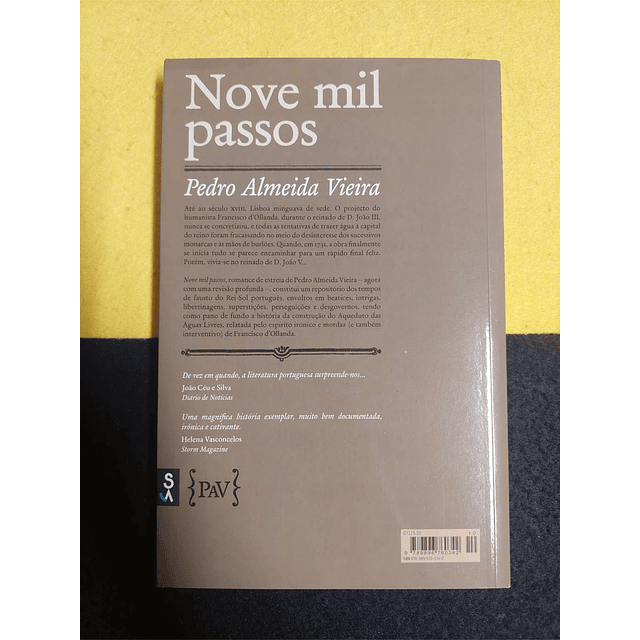 Nove mil
passos
Pedro Almeida Vieira
Até ao século XVIII, Lisboa minguava de sede. O projecto do
humanista Francisco d'Ollanda, durante o reinado de D. João III,
nunca se concretizou, e todas as tentativas de trazer água à capital
do reino foram fracassando no meio do desinteresse dos sucessivos
monarcas e às mãos de burlões. Quando, em 1731, a obra finalmente
se inicia tudo se parece encaminhar para um rápido final feliz.
Porém, vivia-se no reinado de D. João V...
Nove mil passos, romance de estreia de Pedro Almeida Vieira – agora
com uma revisão profunda –, constitui um repositório dos tempos
de fausto do Rei-Sol português, envoltos em beatices, intrigas,
libertinagens, superstições, perseguições e desgovernos, tendo
como pano de fundo a história da construção do Aqueduto das
Águas Livres, relatada pelo espírito irónico e mordas (e também
interventivo) de Francisco d'Ollanda.
De vez em quando, a literatura portuguesa surpreende-nos...
João Céu e Silva
Diário de Notícias
Uma magnífica história exemplar, muito bem documentada,
irónica e cativante.
Helena Vasconcelos
Storm Magazine
S
{PAV}
10
9 789896 760342